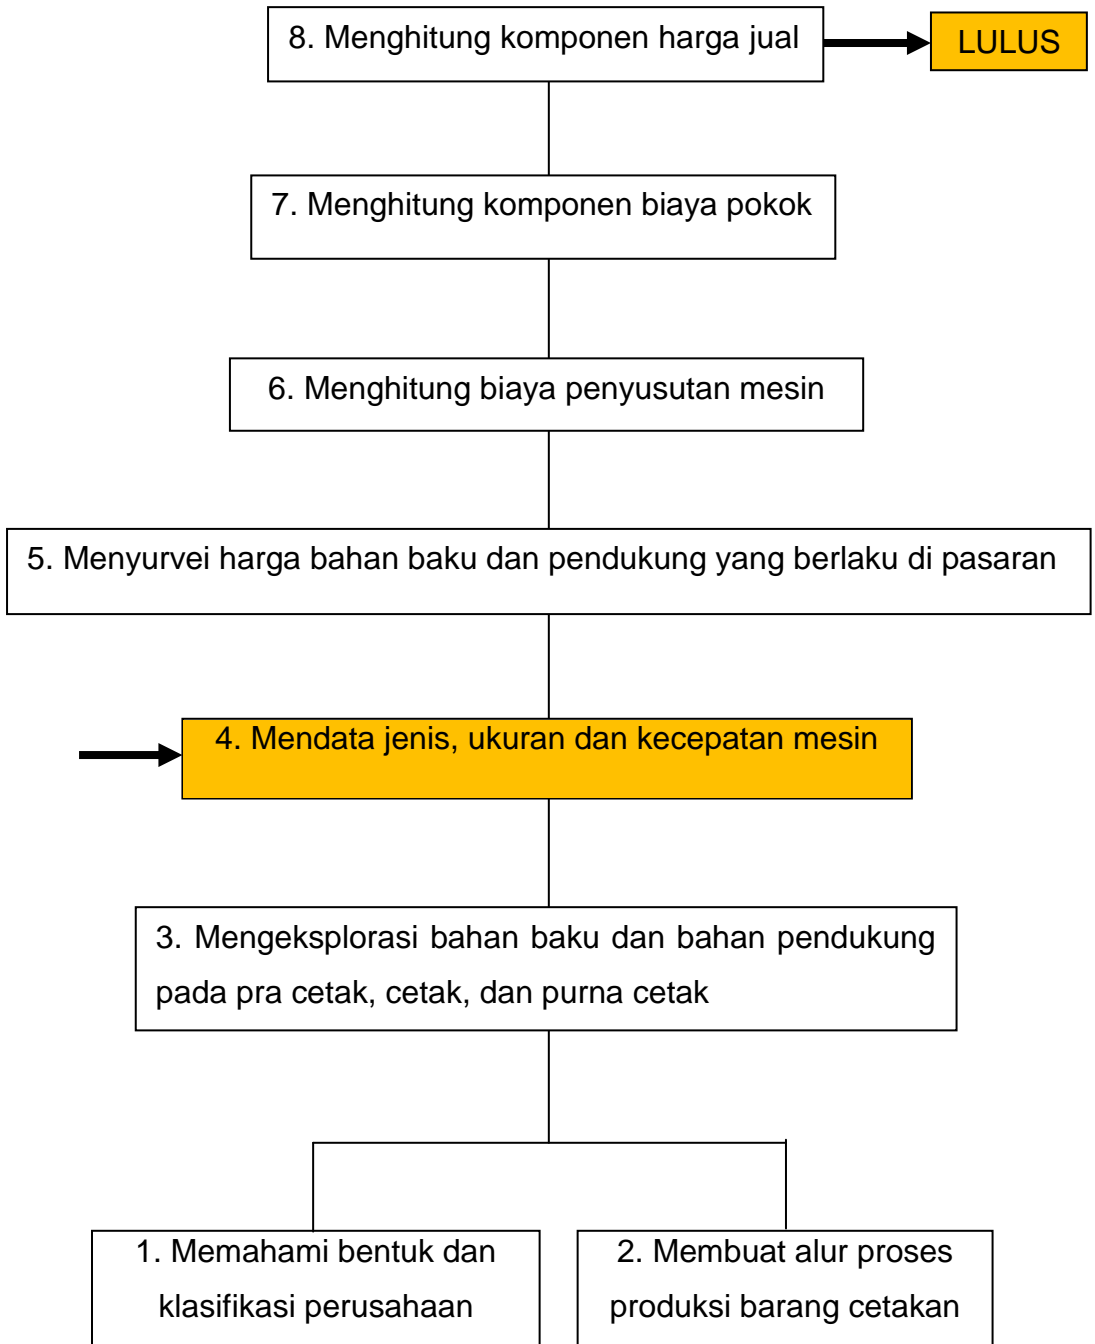 8. Menghitung komponen harga jual
LULUS
7. Menghitung komponen biaya pokok
6. Menghitung biaya penyusutan mesin
5. Menyurvei harga bahan baku dan pendukung yang berlaku di pasaran
4. Mendata jenis, ukuran dan kecepatan mesin
3. Mengeksplorasi bahan baku dan bahan pendukung
pada pra cetak, cetak, dan purna cetak
1. Memahami bentuk dan
klasifikasi perusahaan
2. Membuat alur proses
produksi barang cetakan